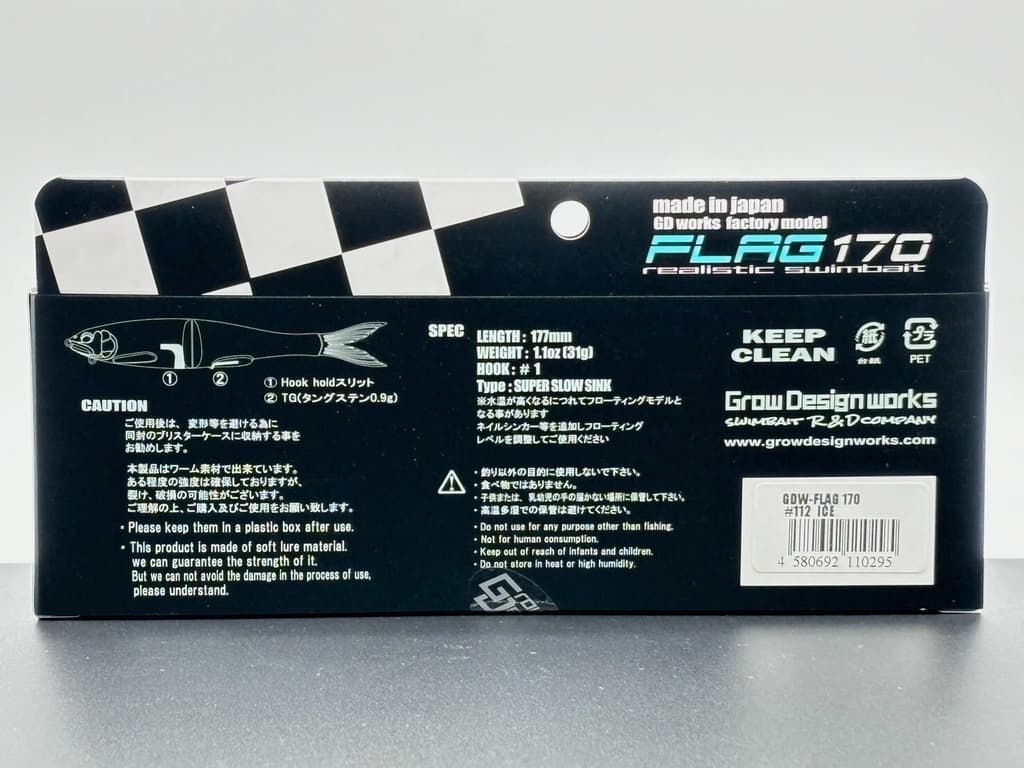 made in japan
GD works factory model
FLAG 170
realistic swimbait
① ②
① Hook holdスリット
② TG(タングステン0.9g)
CAUTION
ご使用後は、変形等を避ける為に
同封のブリスターケースに収納する事を
お勧めします。
本製品はワーム素材で出来ています。
ある程度の強度は確保しておりますが、
裂け、破損の可能性がございます。
ご理解の上、ご購入及びご使用をお願い致します。
・Please keep them in a plastic box after use.
・This product is made of soft lure material.
we can guarantee the strength of it.
But we can not avoid the damage in the process of use,
please understand.
SPEC
LENGTH : 177mm
WEIGHT : 1.1oz (31g)
HOOK : # 1
Type : SUPER SLOW SINK
※水温が高くなるにつれてフローティングモデルと
なる事があります
ネイルシンカー等を追加しフローティング
レベルを調整してご使用ください
・釣り以外の目的に使用しないで下さい。
・食べ物ではありません。
・子供または、乳幼児の手の届かない場所に保管して下さい。
・高温多湿での保管は避けてください。
・Do not use for any purpose other than fishing.
・Not for human consumption.
・Keep out of reach of infants and children.
・Do not store in heat or high humidity.
KEEP
CLEAN
紙
台紙
プラ
PET
Grow Design works
SWIMBAIT R&D COMPANY
www.growdesignworks.com
GDW-FLAG 170
#112 ICE
4 580692 110295